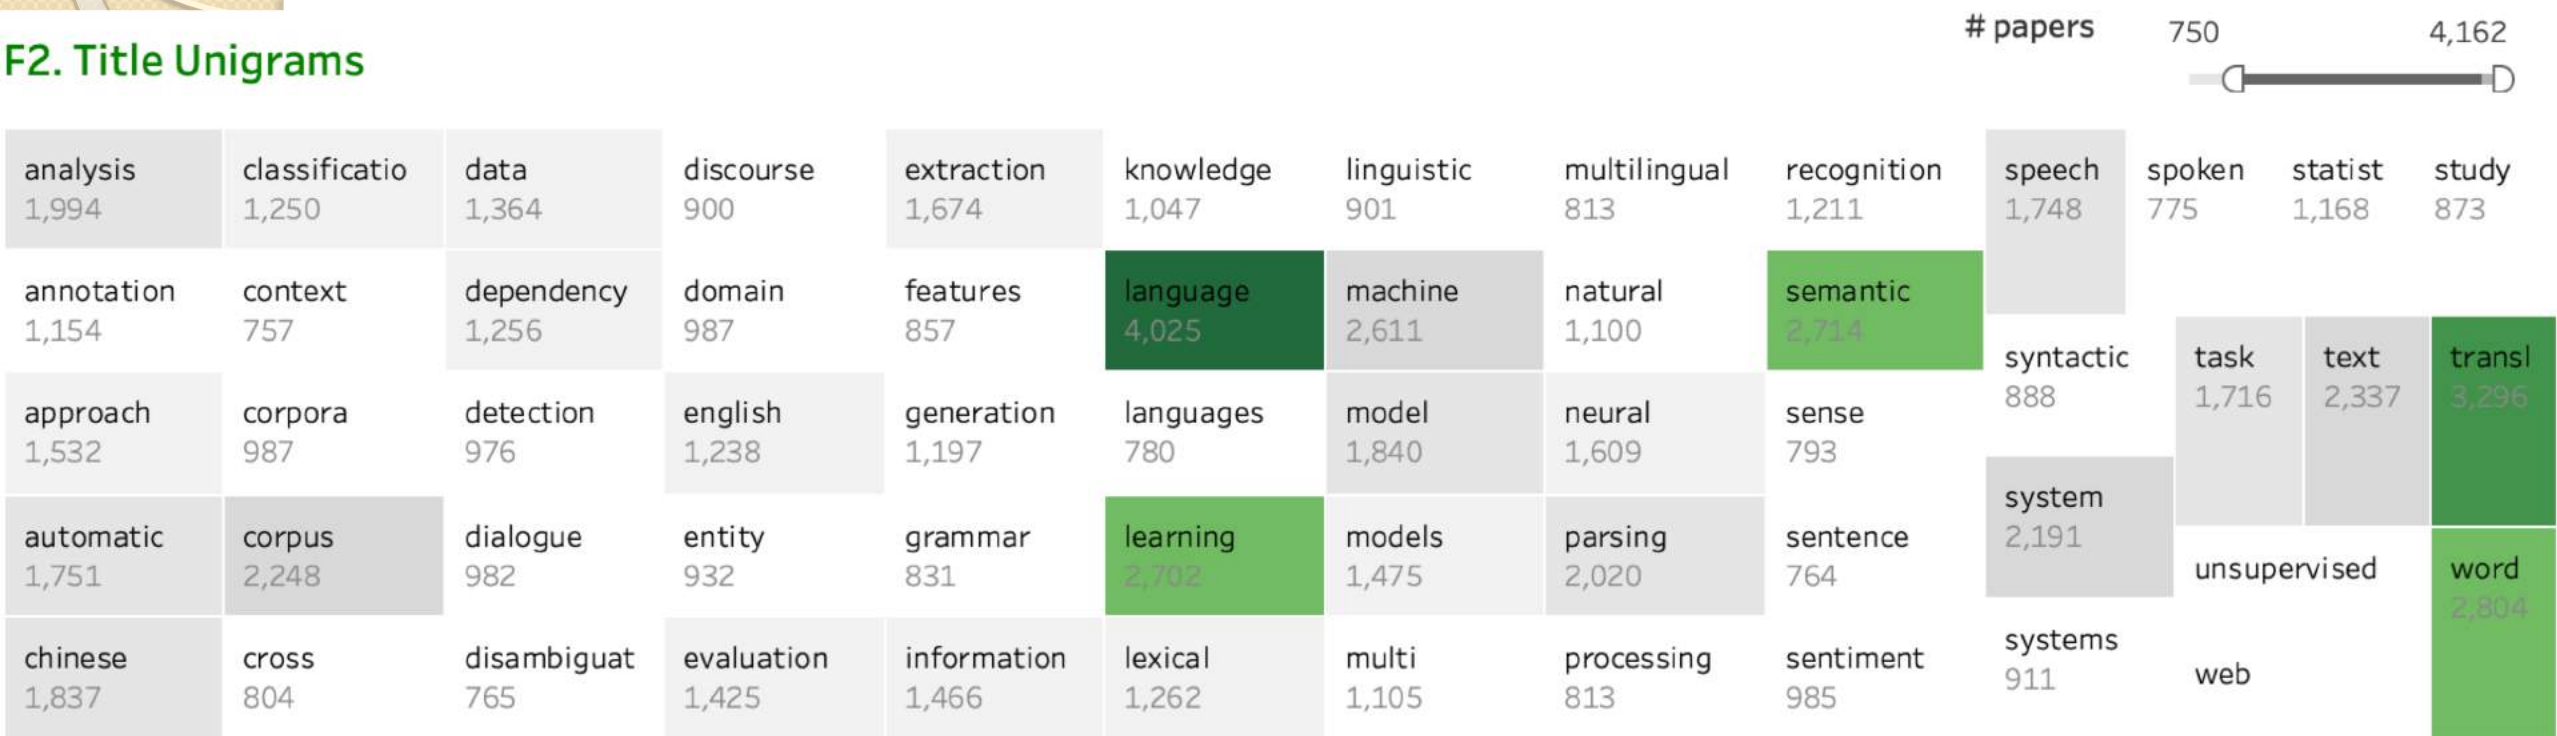 # papers 750 4,162
F2. Title Unigrams
analysis classificatio data discourse extraction knowledge linguistic multilingual recognition speech spoken statist study
1,994 1,250 1,364 900 1,674 1,047 901 813 1,211 1,748 775 1,168 873
annotation context dependency domain features language machine natural semantic
1,154 757 1,256 987 857 4,025 2,611 1,100 2,714
syntactic task text transl
888 1,716 2,337 3,296
approach corpora detection english generation languages model neural sense
1,532 987 976 1,238 1,197 780 1,840 1,609 793
system
2,191
automatic corpus dialogue entity grammar learning models parsing sentence
1,751 2,248 982 932 831 2,702 1,475 2,020 764
unsupervised word
2,804
chinese cross disambiguat evaluation information lexical multi processing sentiment systems
1,837 804 765 1,425 1,466 1,262 1,105 813 985 911
web